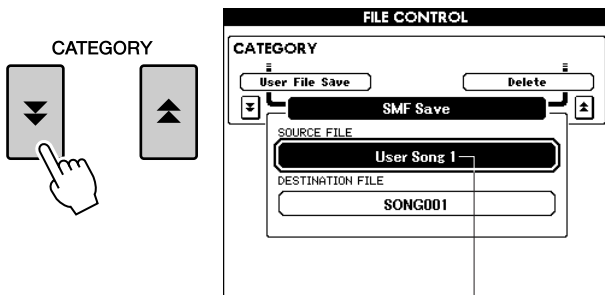 CATEGORY
FILE CONTROL
CATEGORY
User File Save
Delete
SMF Save
SOURCE FILE
User Song 1
DESTINATION FILE
SONG001